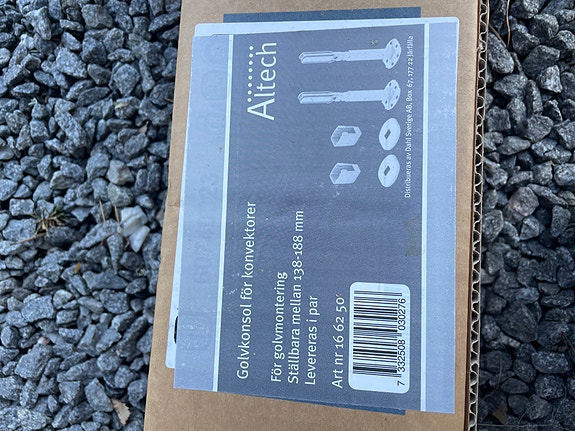 Altech
Golvkonsol för konvektorer
För golvmontering
Ställbara mellan 138-188 mm
Levereras i par
Art nr 16 62 50
7 332508 030276
Distribueras av Dahl Sverige AB, Box 67, 177 22 Järfälla